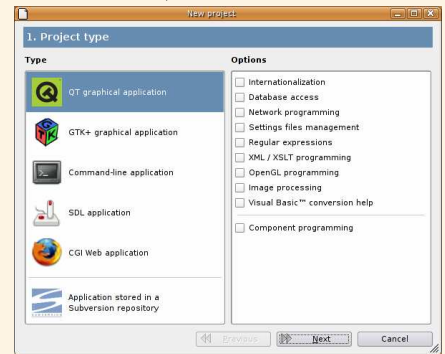 New project
1. Project type
Type
QT graphical application
GTK+ graphical application
Command-line application
SDL application
CGI Web application
Application stored in a
Subversion repository
Options
Internationalization
Database access
Network programming
Settings files management
Regular expressions
XML / XSLT programming
OpenGL programming
Image processing
Visual Basic™ conversion help
Component programming
Previous
Next
Cancel